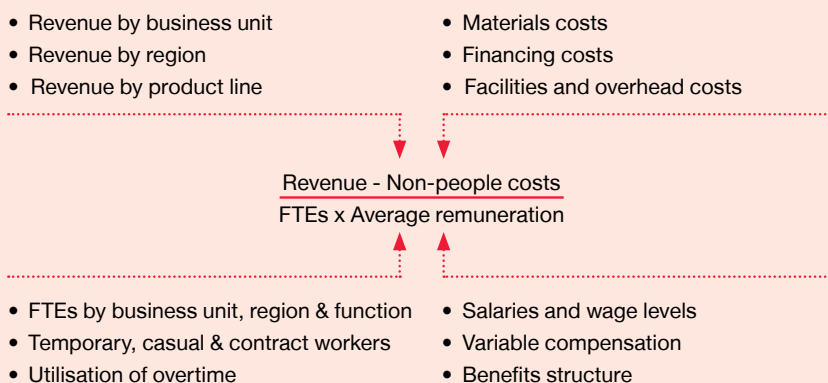 • Revenue by business unit
• Revenue by region
• Revenue by product line
• Materials costs
• Financing costs
• Facilities and overhead costs
Revenue - Non-people costs
FTEs x Average remuneration
• FTEs by business unit, region & function
• Temporary, casual & contract workers
• Utilisation of overtime
• Salaries and wage levels
• Variable compensation
• Benefits structure